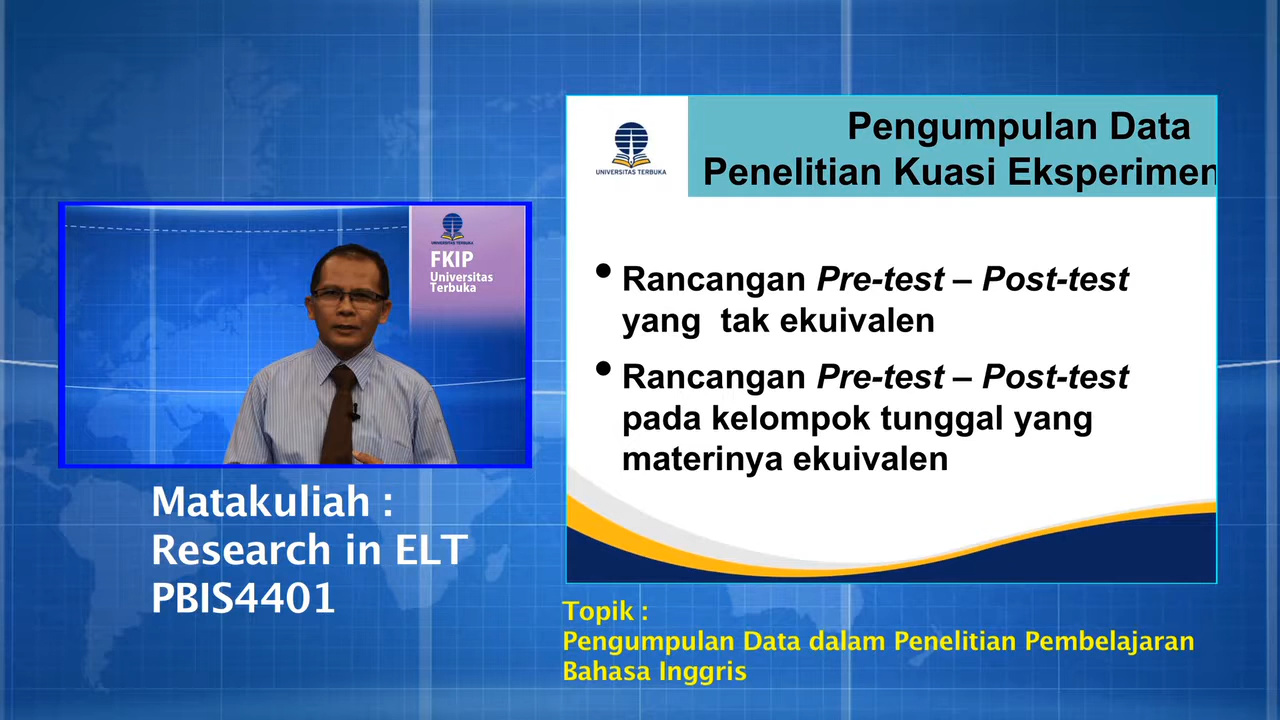 UNIVERSITAS TERBUKA
FKIP
Universitas
Terbuka
Matakuliah :
Research in ELT
PBIS4401
UNIVERSITAS TERBUKA
Pengumpulan Data
Penelitian Kuasi Eksperimen
• Rancangan Pre-test – Post-test
yang tak ekuivalen
• Rancangan Pre-test – Post-test
pada kelompok tunggal yang
materinya ekuivalen
Topik :
Pengumpulan Data dalam Penelitian Pembelajaran
Bahasa Inggris